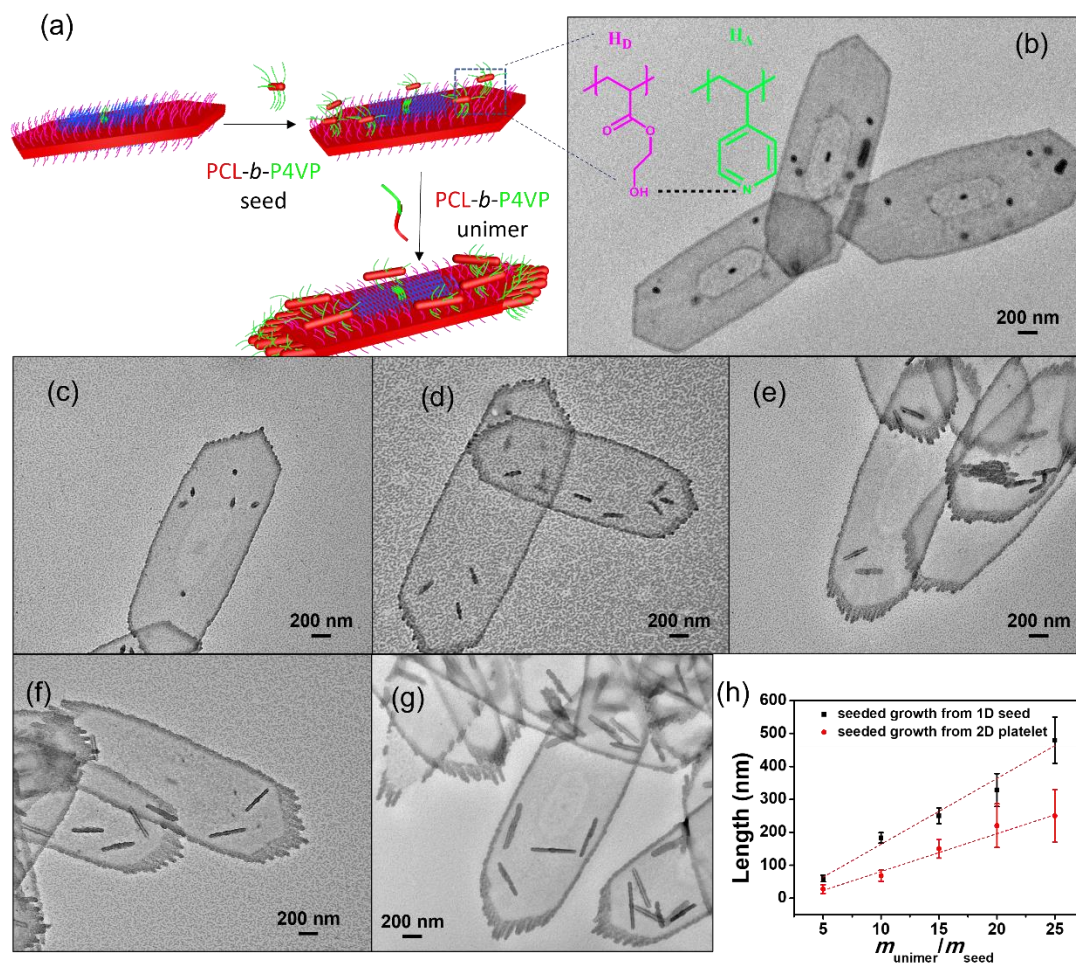 (a)
PCL-b-P4VP
seed
PCL-b-P4VP
unimer
H_D
H_A
O
O
OH
N
(b)
200 nm
(c)
200 nm
(d)
200 nm
(e)
200 nm
(f)
200 nm
(g)
200 nm
(h)
600
500
400
300
200
100
0
Length (nm)
seeded growth from 1D seed
seeded growth from 2D platelet
5 10 15 20 25
m_unimer/m_seed